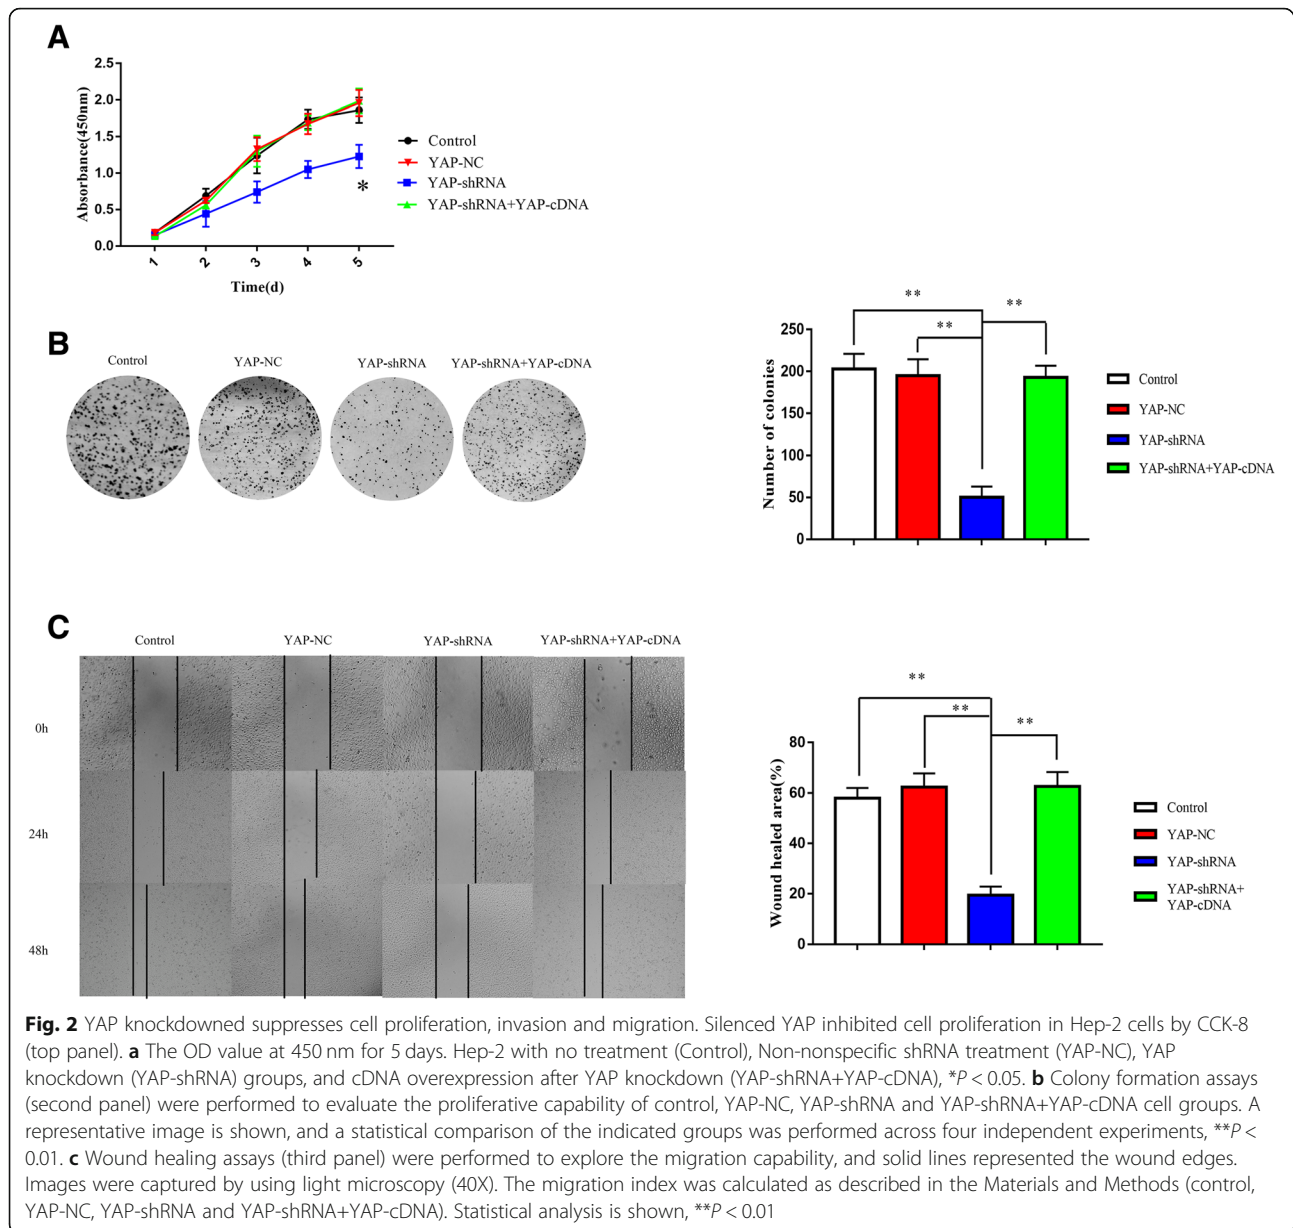 A
2.5
2.0
1.5
1.0
0.5
0.0
Absorbance(450nm)
1 2 3 4 5
Time(d)
*
Control
YAP-NC
YAP-shRNA
YAP-shRNA+YAP-cDNA
B
Control YAP-NC YAP-shRNA YAP-shRNA+YAP-cDNA
** ** **
250
200
150
100
50
0
Number of colonies
Control
YAP-NC
YAP-shRNA
YAP-shRNA+YAP-cDNA
C
Control YAP-NC YAP-shRNA YAP-shRNA+YAP-cDNA
0h
24h
48h
** ** **
80
60
40
20
0
Wound healed area(%)
Control
YAP-NC
YAP-shRNA
YAP-shRNA+
YAP-cDNA
Fig. 2 YAP knockdowned suppresses cell proliferation, invasion and migration. Silenced YAP inhibited cell proliferation in Hep-2 cells by CCK-8
(top panel). a The OD value at 450 nm for 5 days. Hep-2 with no treatment (Control), Non-nonspecific shRNA treatment (YAP-NC), YAP
knockdown (YAP-shRNA) groups, and cDNA overexpression after YAP knockdown (YAP-shRNA+YAP-cDNA), *P < 0.05. b Colony formation assays
(second panel) were performed to evaluate the proliferative capability of control, YAP-NC, YAP-shRNA and YAP-shRNA+YAP-cDNA cell groups. A
representative image is shown, and a statistical comparison of the indicated groups was performed across four independent experiments, **P <
0.01. c Wound healing assays (third panel) were performed to explore the migration capability, and solid lines represented the wound edges.
Images were captured by using light microscopy (40X). The migration index was calculated as described in the Materials and Methods (control,
YAP-NC, YAP-shRNA and YAP-shRNA+YAP-cDNA). Statistical analysis is shown, **P < 0.01